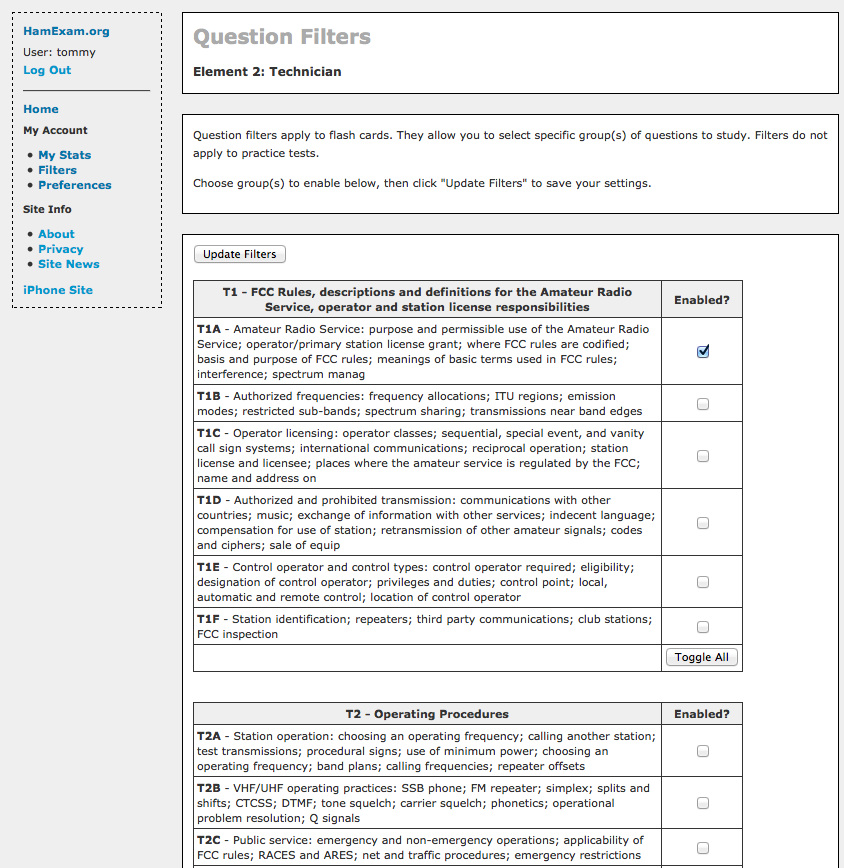 HamExam.org
User: tommy
Log Out
Home
My Account
My Stats
Filters
Preferences
Site Info
About
Privacy
Site News
iPhone Site
Question Filters
Element 2: Technician
Question filters apply to flash cards. They allow you to select specific group(s) of questions to study. Filters do not
apply to practice tests.
Choose group(s) to enable below, then click "Update Filters" to save your settings.
Update Filters
T1 - FCC Rules, descriptions and definitions for the Amateur Radio
Service, operator and station license responsibilities
Enabled?
T1A - Amateur Radio Service: purpose and permissible use of the Amateur Radio
Service; operator/primary station license grant; where FCC rules are codified;
basis and purpose of FCC rules; meanings of basic terms used in FCC rules;
interference; spectrum manag
T1B - Authorized frequencies: frequency allocations; ITU regions; emission
modes; restricted sub-bands; spectrum sharing; transmissions near band edges
T1C - Operator licensing: operator classes; sequential, special event, and vanity
call sign systems; international communications; reciprocal operation; station
license and licensee; places where the amateur service is regulated by the FCC;
name and address on
T1D - Authorized and prohibited transmission: communications with other
countries; music; exchange of information with other services; indecent language;
compensation for use of station; retransmission of other amateur signals; codes
and ciphers; sale of equip
T1E - Control operator and control types: control operator required; eligibility;
designation of control operator; privileges and duties; control point; local,
automatic and remote control; location of control operator
T1F - Station identification; repeaters; third party communications; club stations;
FCC inspection
Toggle All
T2 - Operating Procedures
Enabled?
T2A - Station operation: choosing an operating frequency; calling another station;
test transmissions; procedural signs; use of minimum power; choosing an
operating frequency; band plans; calling frequencies; repeater offsets
T2B - VHF/UHF operating practices: SSB phone; FM repeater; simplex; splits and
shifts; CTCSS; DTMF; tone squelch; carrier squelch; phonetics; operational
problem resolution; Q signals
T2C - Public service: emergency and non-emergency operations; applicability of
FCC rules; RACES and ARES; net and traffic procedures; emergency restrictions